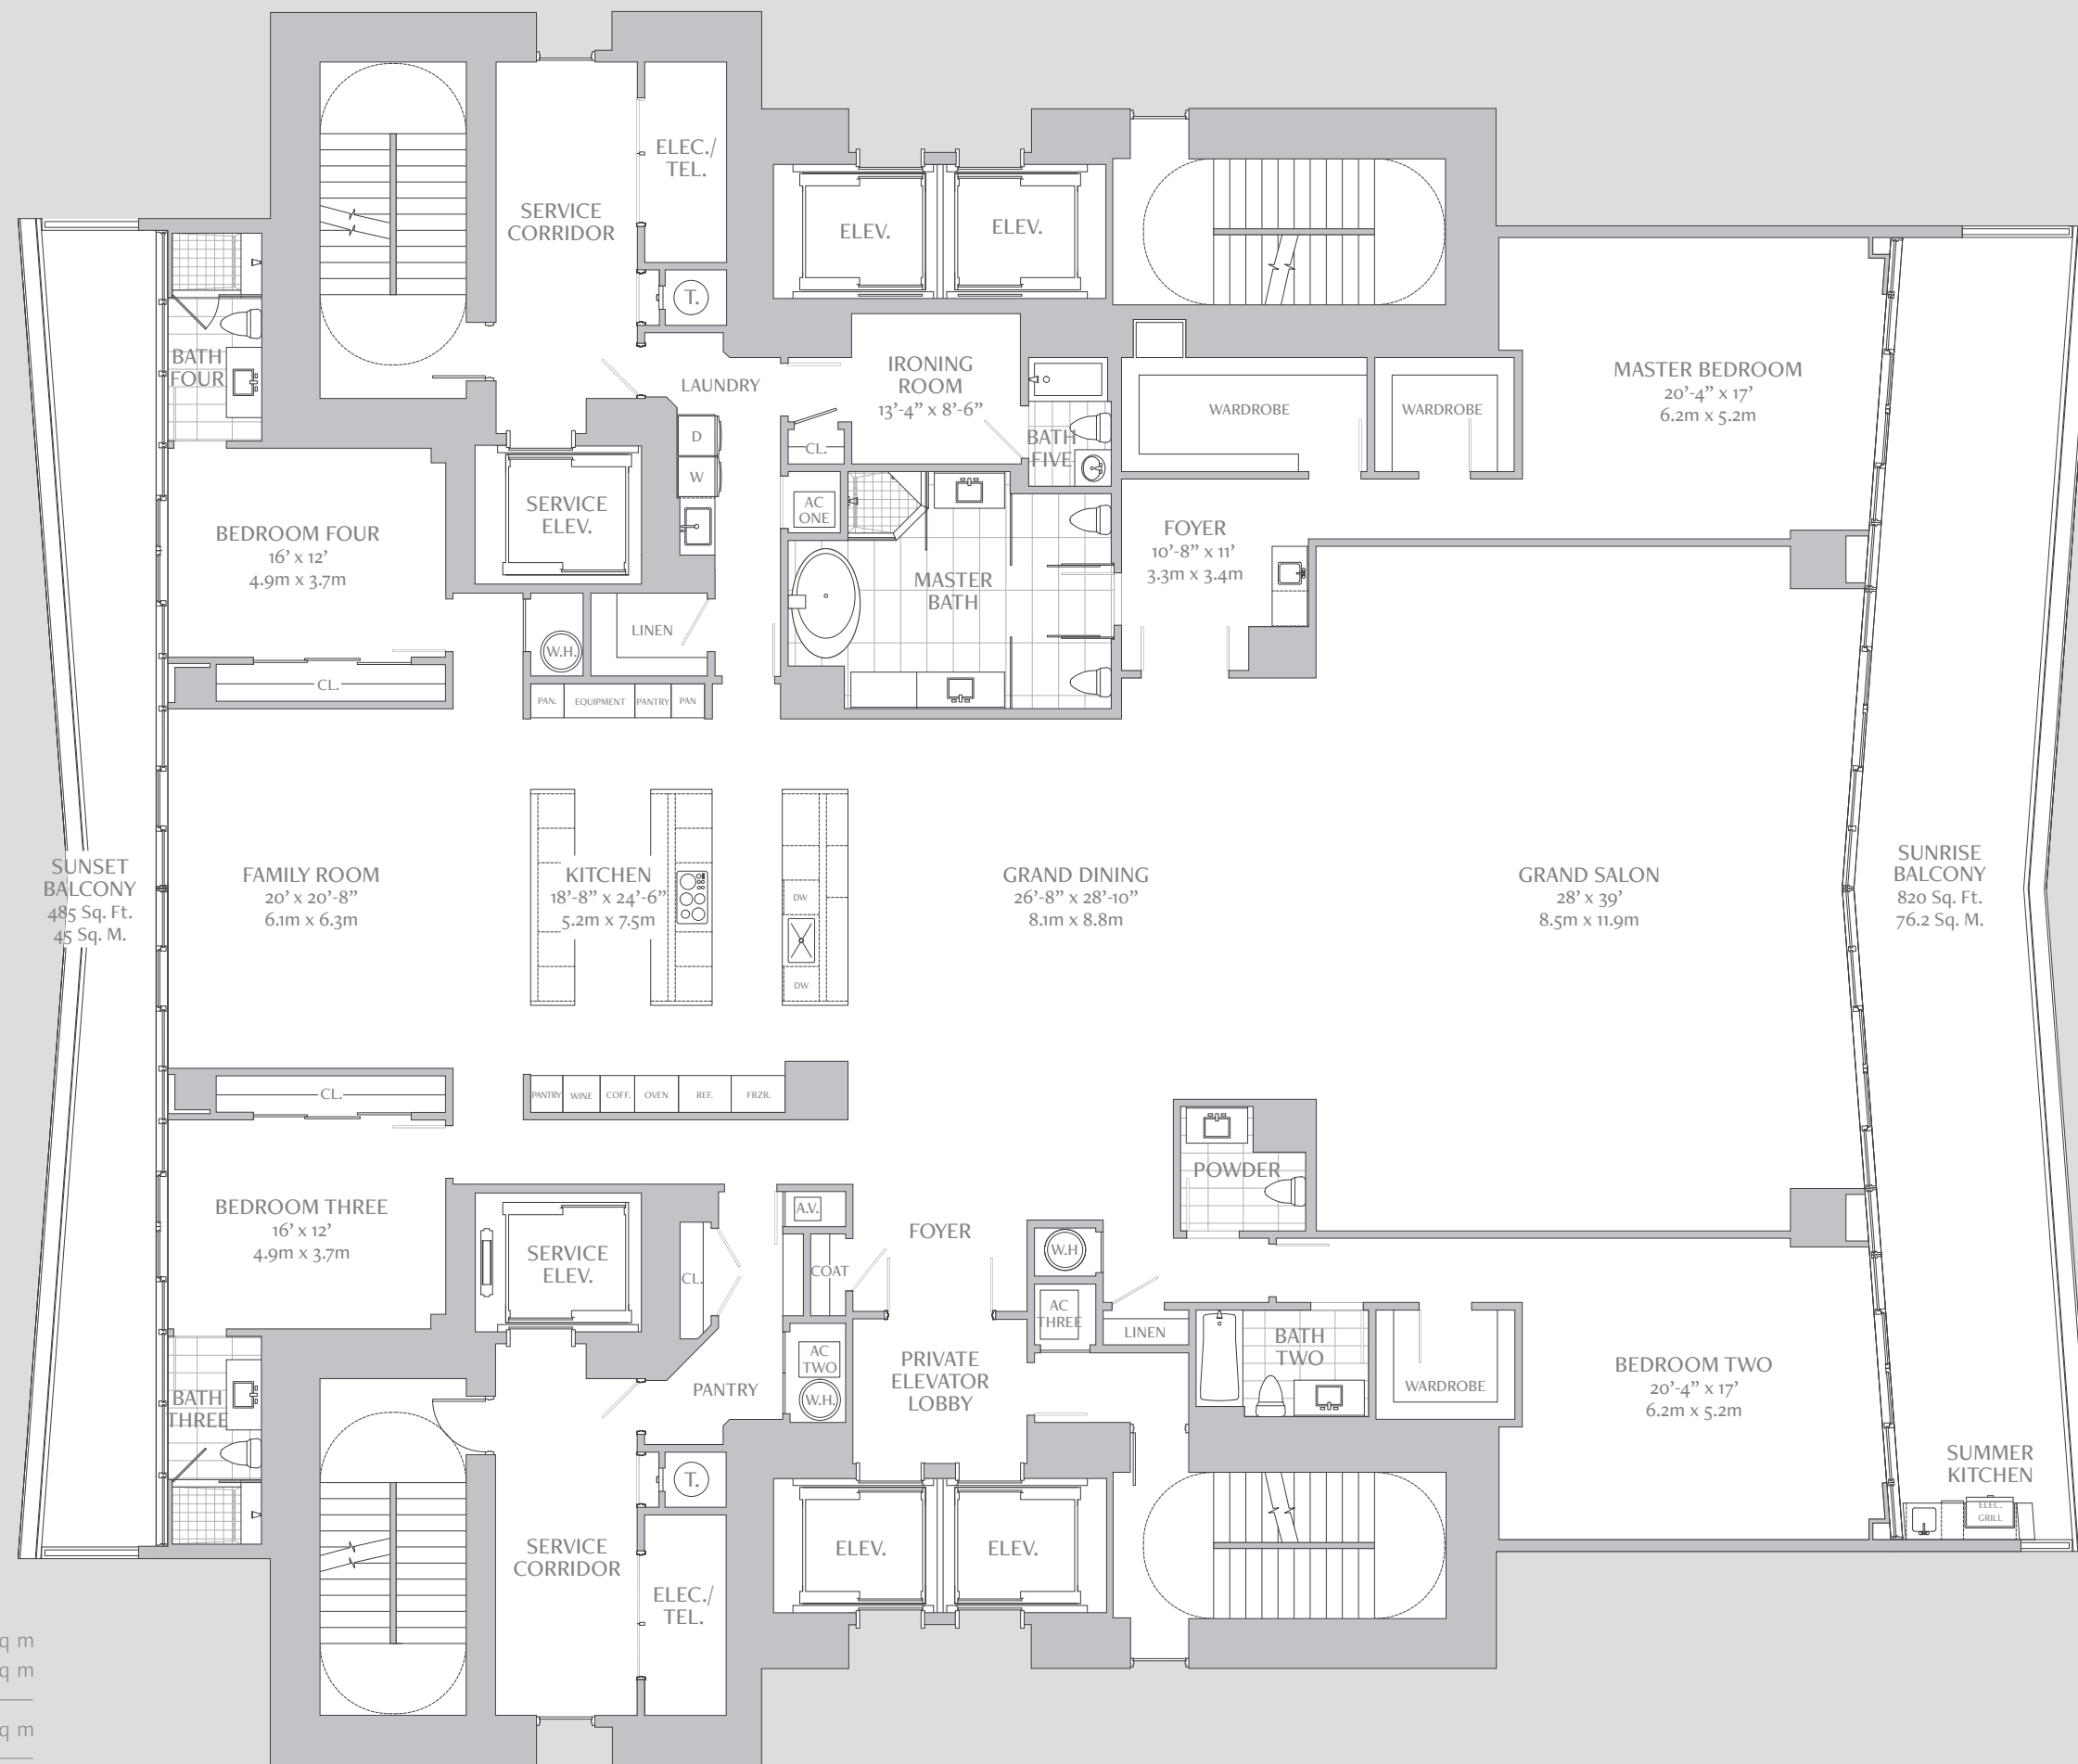 ELEC./
TEL.
SERVICE
CORRIDOR
ELEV.
ELEV.
T.
BATH
FOUR
LAUNDRY
IRONING
ROOM
13'-4" x 8'-6"
MASTER BEDROOM
20'-4" x 17'
6.2m x 5.2m
WARDROBE
WARDROBE
D
W
CL.
BATH
FIVE
SERVICE
ELEV.
AC
ONE
BEDROOM FOUR
16' x 12'
4.9m x 3.7m
FOYER
10'-8" x 11'
3.3m x 3.4m
MASTER
BATH
LINEN
W.H.
CL.
PAN.
EQUIPMENT
PANTRY
PAN
SUNSET
BALCONY
485 Sq. Ft.
45 Sq. M.
FAMILY ROOM
20' x 20'-8"
6.1m x 6.3m
KITCHEN
18'-8" x 24'-6"
5.2m x 7.5m
DW
DW
GRAND DINING
26'-8" x 28'-10"
8.1m x 8.8m
GRAND SALON
28' x 39'
8.5m x 11.9m
SUNRISE
BALCONY
820 Sq. Ft.
76.2 Sq. M.
CL.
PANTRY
WINE
COFF.
OVEN
REF.
FRZR.
POWDER
BEDROOM THREE
16' x 12'
4.9m x 3.7m
A.V.
FOYER
SERVICE
ELEV.
CL.
COAT
W.H
AC
THREE
LINEN
BATH
TWO
AC
TWO
W.H.
PRIVATE
ELEVATOR
LOBBY
PANTRY
WARDROBE
BEDROOM TWO
20'-4" x 17'
6.2m x 5.2m
BATH
THREE
T.
SUMMER
KITCHEN
ELEC.
GRILL
SERVICE
CORRIDOR
ELEV.
ELEV.
ELEC./
TEL.
q m
q m
q m